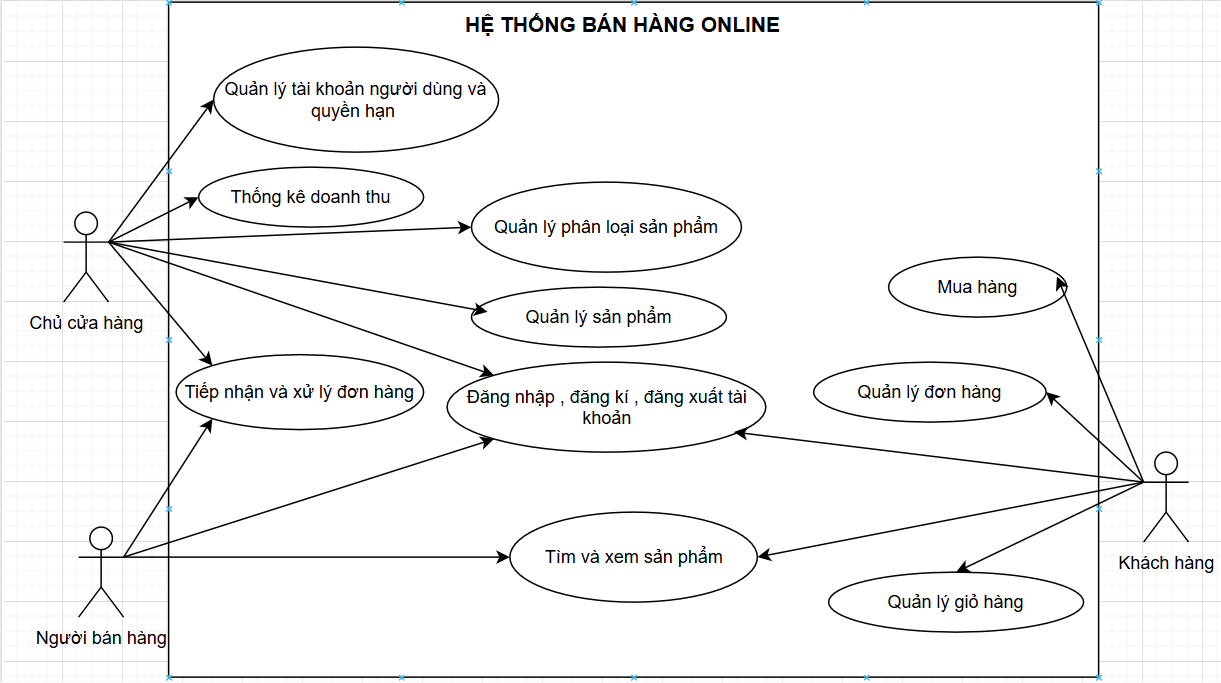 HỆ THỐNG BÁN HÀNG ONLINE
Quản lý tài khoản người dùng và
quyền hạn
Thống kê doanh thu
Quản lý phân loại sản phẩm
Mua hàng
Quản lý sản phẩm
Chủ cửa hàng
Tiếp nhận và xử lý đơn hàng
Đăng nhập , đăng kí , đăng xuất tài
khoản
Quản lý đơn hàng
Tìm và xem sản phẩm
Khách hàng
Quản lý giỏ hàng
Người bán hàng